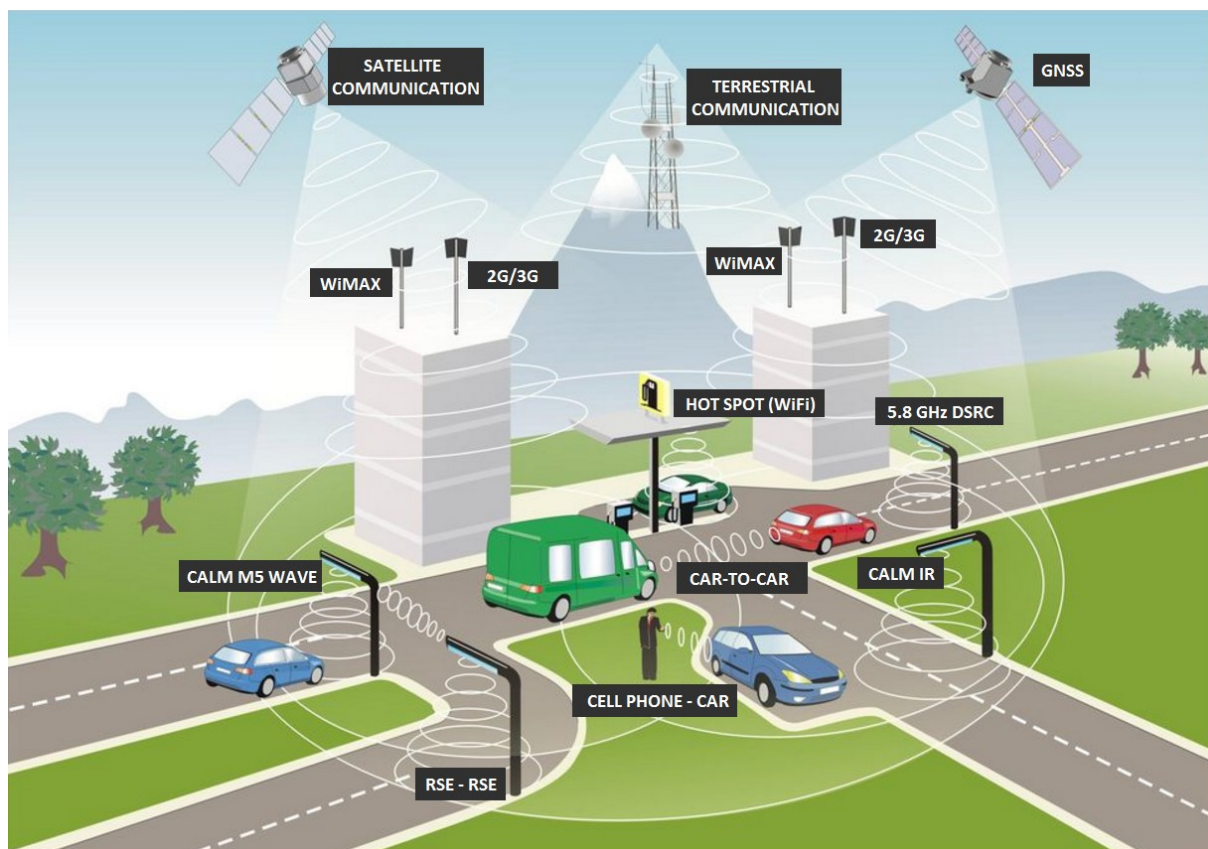 SATELLITE
COMMUNICATION
TERRESTRIAL
COMMUNICATION
GNSS
WiMAX
2G/3G
WiMAX
2G/3G
HOT SPOT (WiFi)
5.8 GHz DSRC
CALM M5 WAVE
CAR-TO-CAR
CALM IR
CELL PHONE - CAR
RSE - RSE